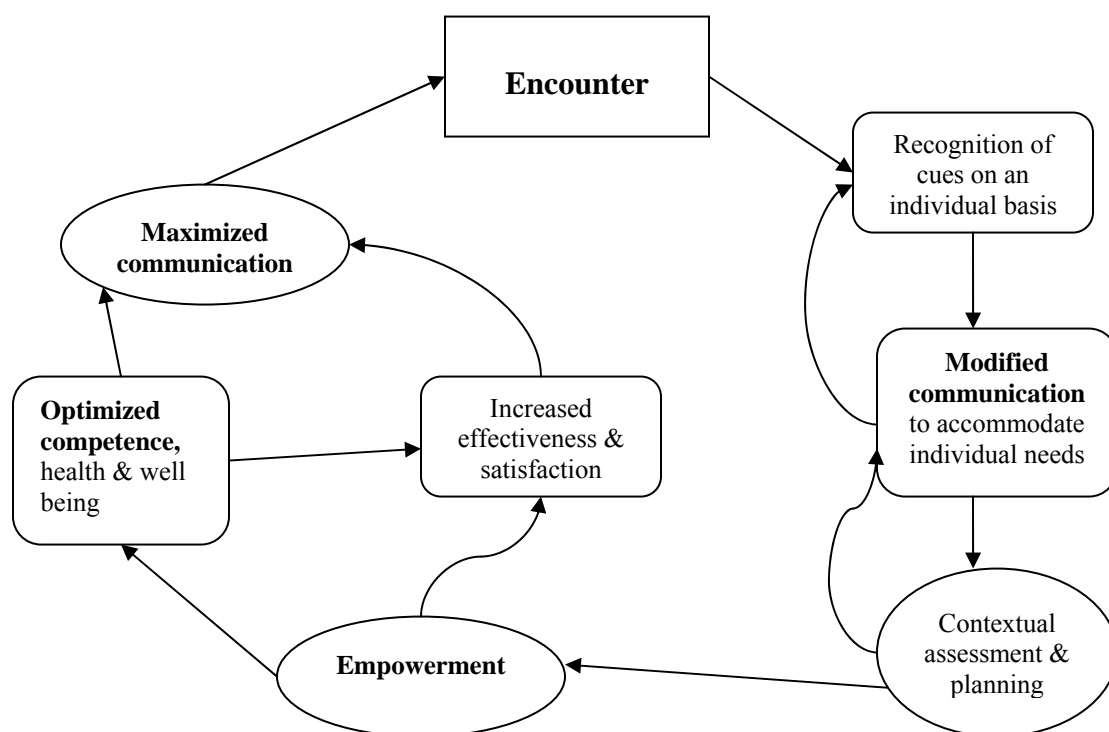 Encounter
Recognition of
cues on an
individual basis
Maximized
communication
Modified
communication
to accommodate
individual needs
Optimized
competence,
health & well
being
Increased
effectiveness &
satisfaction
Contextual
assessment &
planning
Empowerment